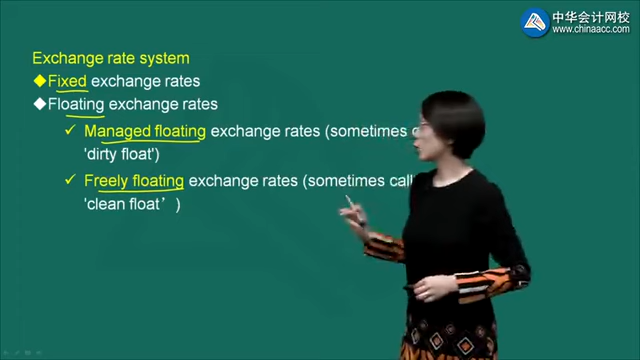 中华会计网校
www.chinaacc.com
Exchange rate system
◆Fixed exchange rates
◆Floating exchange rates
✓ Managed floating exchange rates (sometimes
'dirty float')
✓ Freely floating exchange rates (sometimes call
'clean float’)